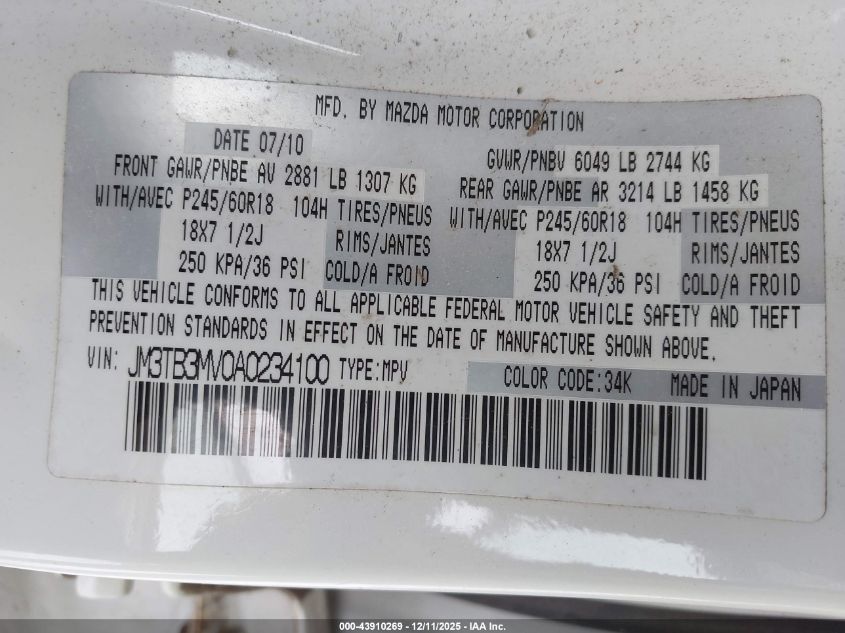 MFD. BY MAZDA MOTOR CORPORATION
DATE 07/10
GVWR/PNBV 6049 LB 2744 KG
FRONT GAWR/PNBE AV 2881 LB 1307 KG
REAR GAWR/PNBE AR 3214 LB 1458 KG
WITH/AVEC P245/60R18 104H TIRES/PNEUS
WITH/AVEC P245/60R18 104H TIRES/PNEUS
18X7 1/2J RIMS/JANTES
18X7 1/2J RIMS/JANTES
250 KPA/36 PSI COLD/A FROID
250 KPA/36 PSI COLD/A FROID
THIS VEHICLE CONFORMS TO ALL APPLICABLE FEDERAL MOTOR VEHICLE SAFETY AND THEFT
PREVENTION STANDARDS IN EFFECT ON THE DATE OF MANUFACTURE SHOWN ABOVE.
VIN: JM3TB3MV0A0234100 TYPE:MPV
COLOR CODE:34K MADE IN JAPAN
000-43910269 - 12/11/2025 - IAA Inc.